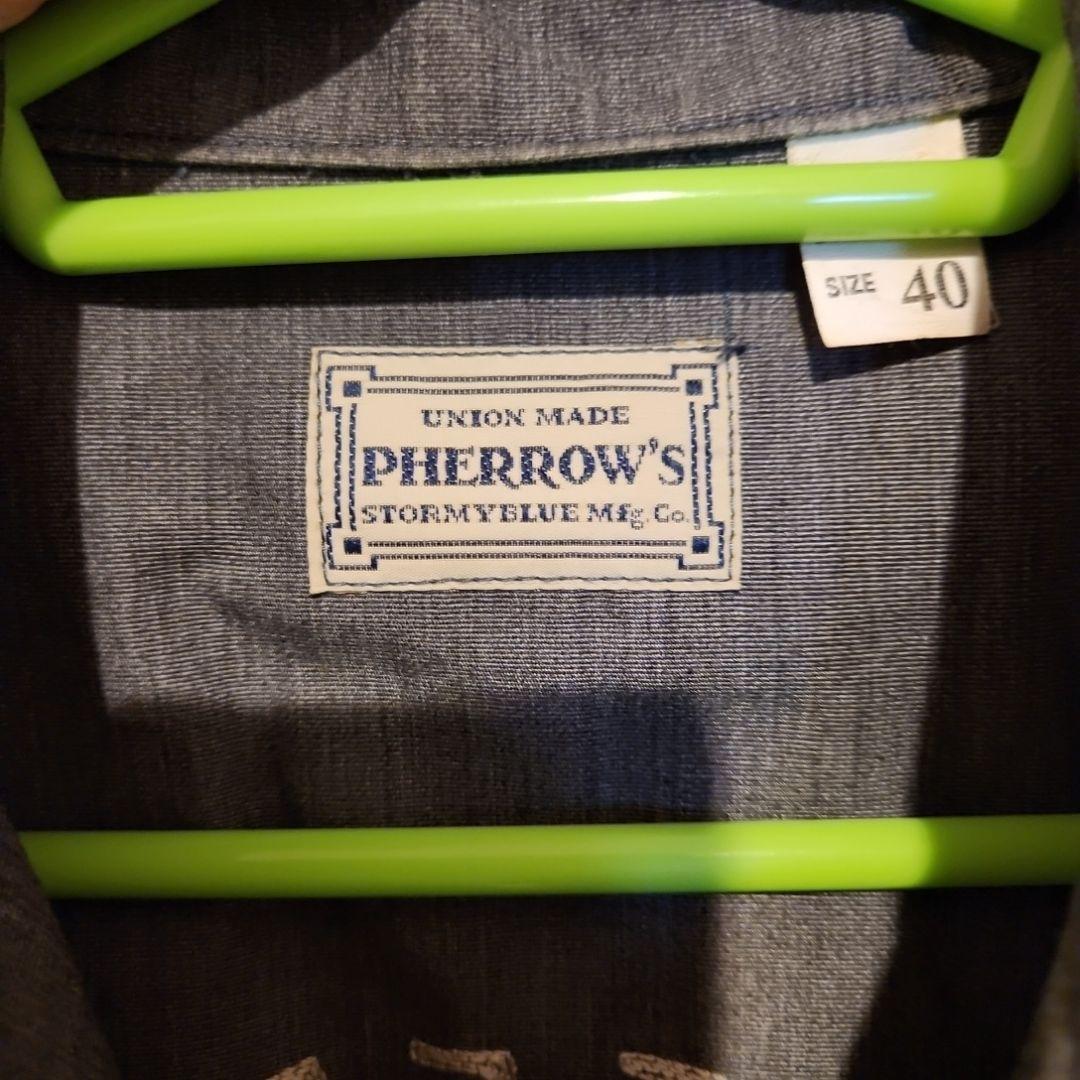 SIZE 40
UNION MADE
PHERROW'S
STORMYBLUE Mfg. Co.